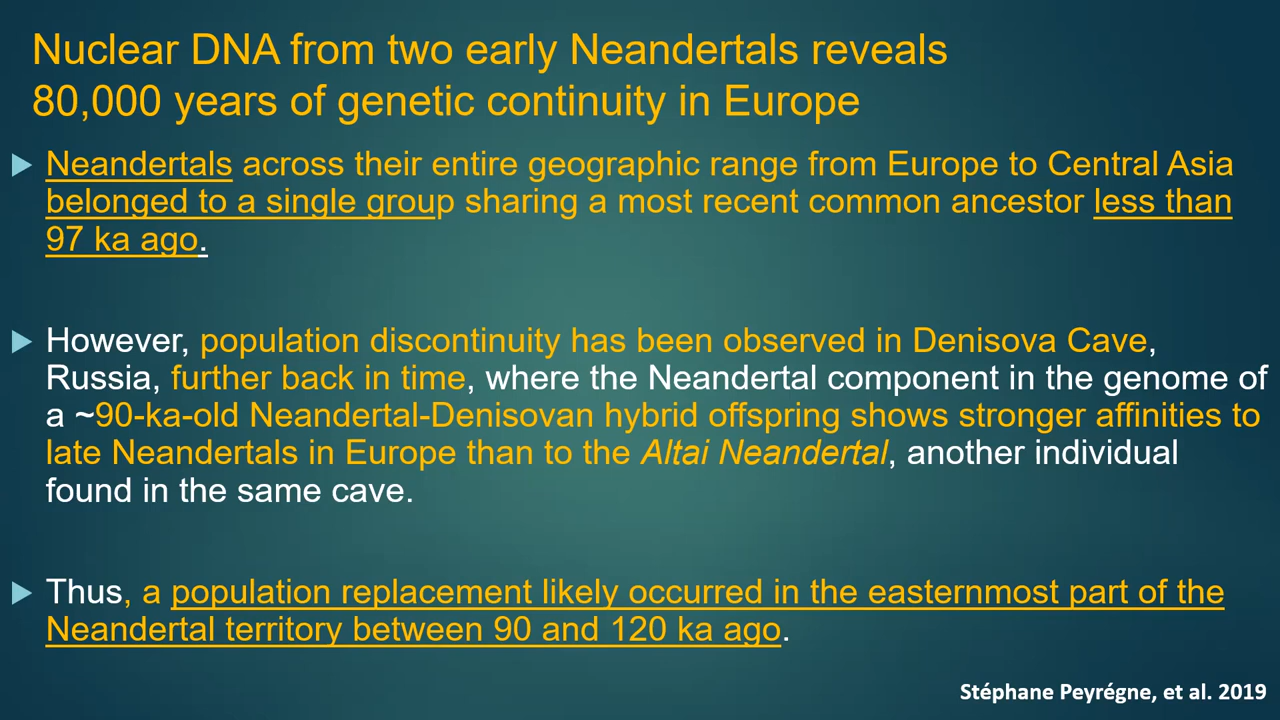 Nuclear DNA from two early Neandertals reveals
80,000 years of genetic continuity in Europe
Neandertals across their entire geographic range from Europe to Central Asia
belonged to a single group sharing a most recent common ancestor less than
97 ka ago.
However, population discontinuity has been observed in Denisova Cave,
Russia, further back in time, where the Neandertal component in the genome of
a ~90-ka-old Neandertal-Denisovan hybrid offspring shows stronger affinities to
late Neandertals in Europe than to the Altai Neandertal, another individual
found in the same cave.
Thus, a population replacement likely occurred in the easternmost part of the
Neandertal territory between 90 and 120 ka ago.
Stéphane Peyrégne, et al. 2019